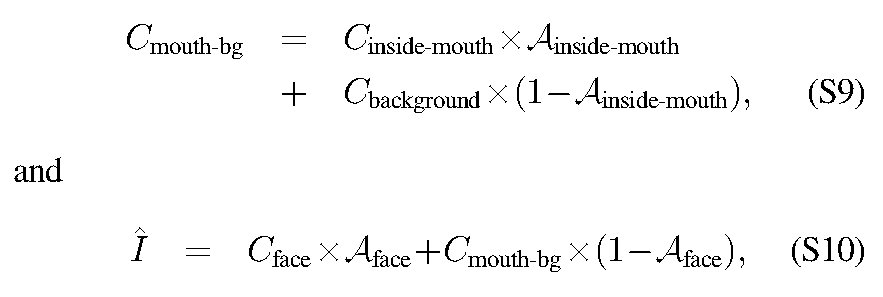 C_mouth-bg = C_inside-mouth × 𝒜_inside-mouth
+ C_background × (1−𝒜_inside-mouth), (S9)
and
Î = C_face × 𝒜_face + C_mouth-bg × (1−𝒜_face), (S10)